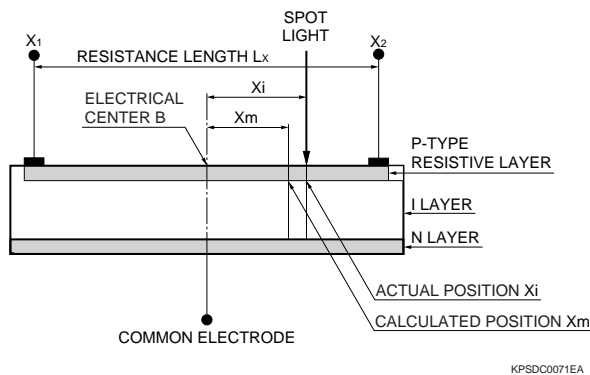 SPOT
LIGHT
X1
X2
RESISTANCE LENGTH LX
ELECTRICAL
CENTER B
Xi
Xm
P-TYPE
RESISTIVE LAYER
I LAYER
N LAYER
ACTUAL POSITION Xi
CALCULATED POSITION Xm
COMMON ELECTRODE
KPSDC0071EA